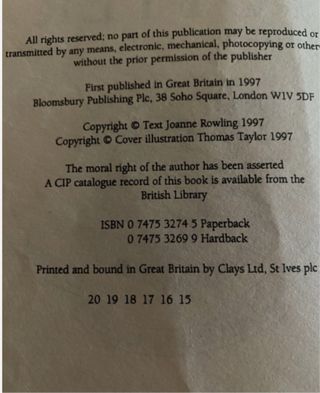 All rights reserved; no part of this publication may be reproduced or
transmitted by any means, electronic, mechanical, photocopying or other
without the prior permission of the publisher
First published in Great Britain in 1997
Bloomsbury Publishing Plc, 38 Soho Square, London W1V 5DF
Copyright © Text Joanne Rowling 1997
Copyright © Cover illustration Thomas Taylor 1997
The moral right of the author has been asserted
A CIP catalogue record of this book is available from the
British Library
ISBN 0 7475 3274 5 Paperback
0 7475 3269 9 Hardback
Printed and bound in Great Britain by Clays Ltd, St Ives plc
20 19 18 17 16 15